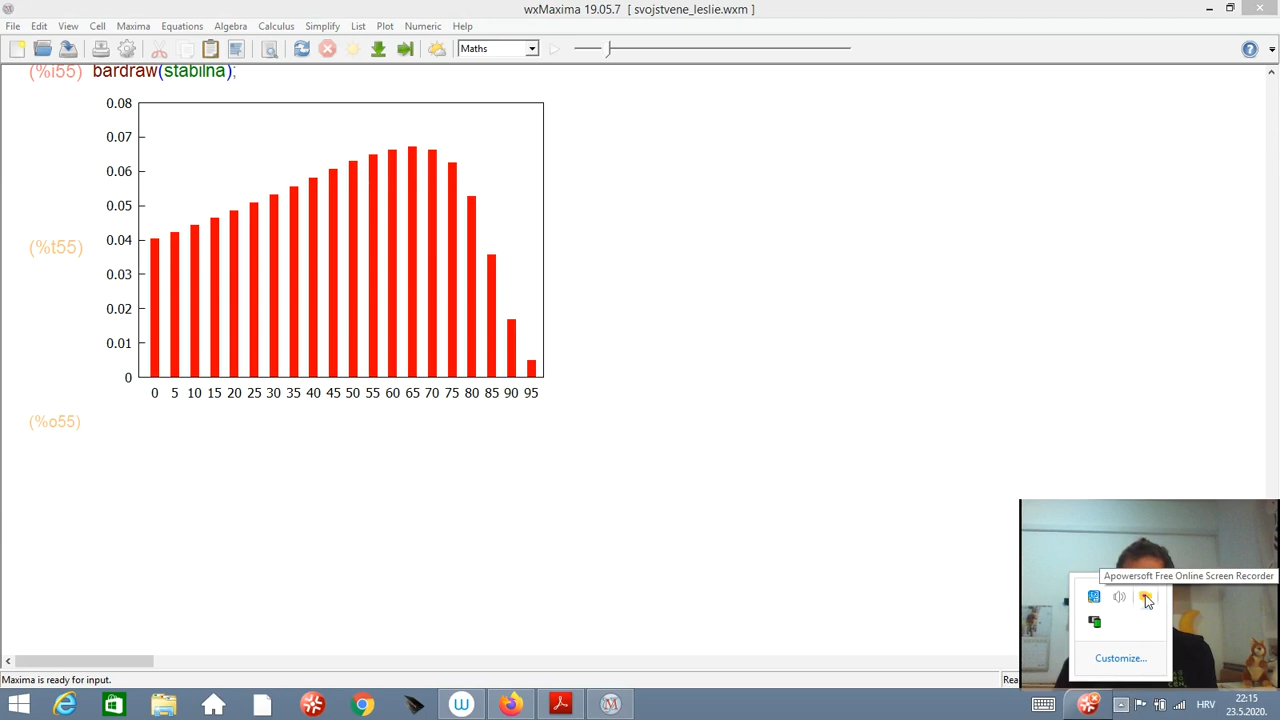 wxMaxima 19.05.7 [ svojstvene_leslie.wxm ]
File Edit View Cell Maxima Equations Algebra Calculus Simplify List Plot Numeric Help
Maths
(%i55) bardraw(stabilna);
0.08
0.07
0.06
0.05
(%t55)
0.04
0.03
0.02
0.01
0
0 5 10 15 20 25 30 35 40 45 50 55 60 65 70 75 80 85 90 95
(%o55)
Apowersoft Free Online Screen Recorder
Customize...
Maxima is ready for input.
Rea
HRV
22:15
23.5.2020.